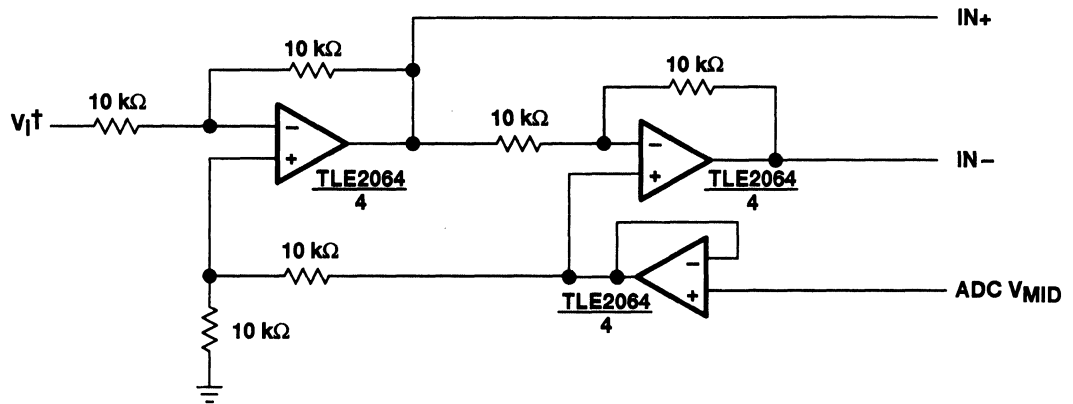 IN+
10 kΩ
10 kΩ
10 kΩ
10 kΩ
Vi†
−
+
TLE2064
4
−
+
TLE2064
4
IN−
10 kΩ
−
+
TLE2064
4
ADC VMID
10 kΩ